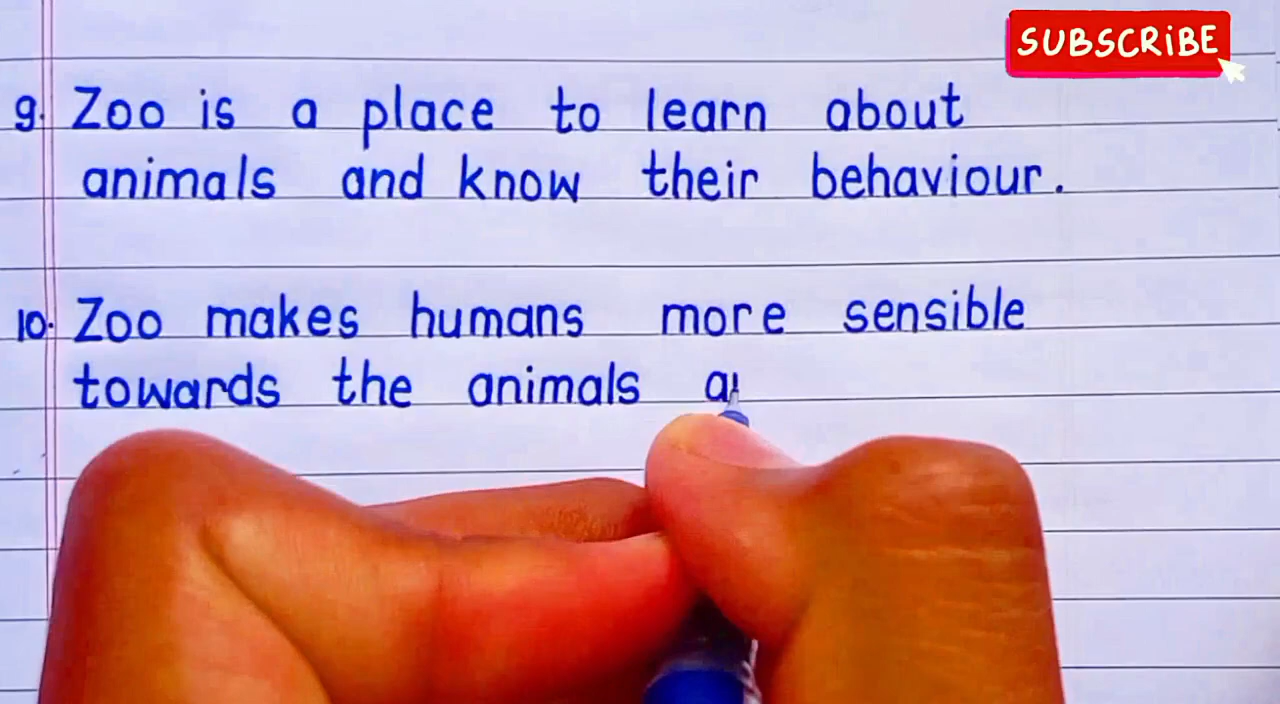 SUBSCRiBE
9. Zoo is a place to learn about
animals and know their behaviour.
10. Zoo makes humans more sensible
towards the animals